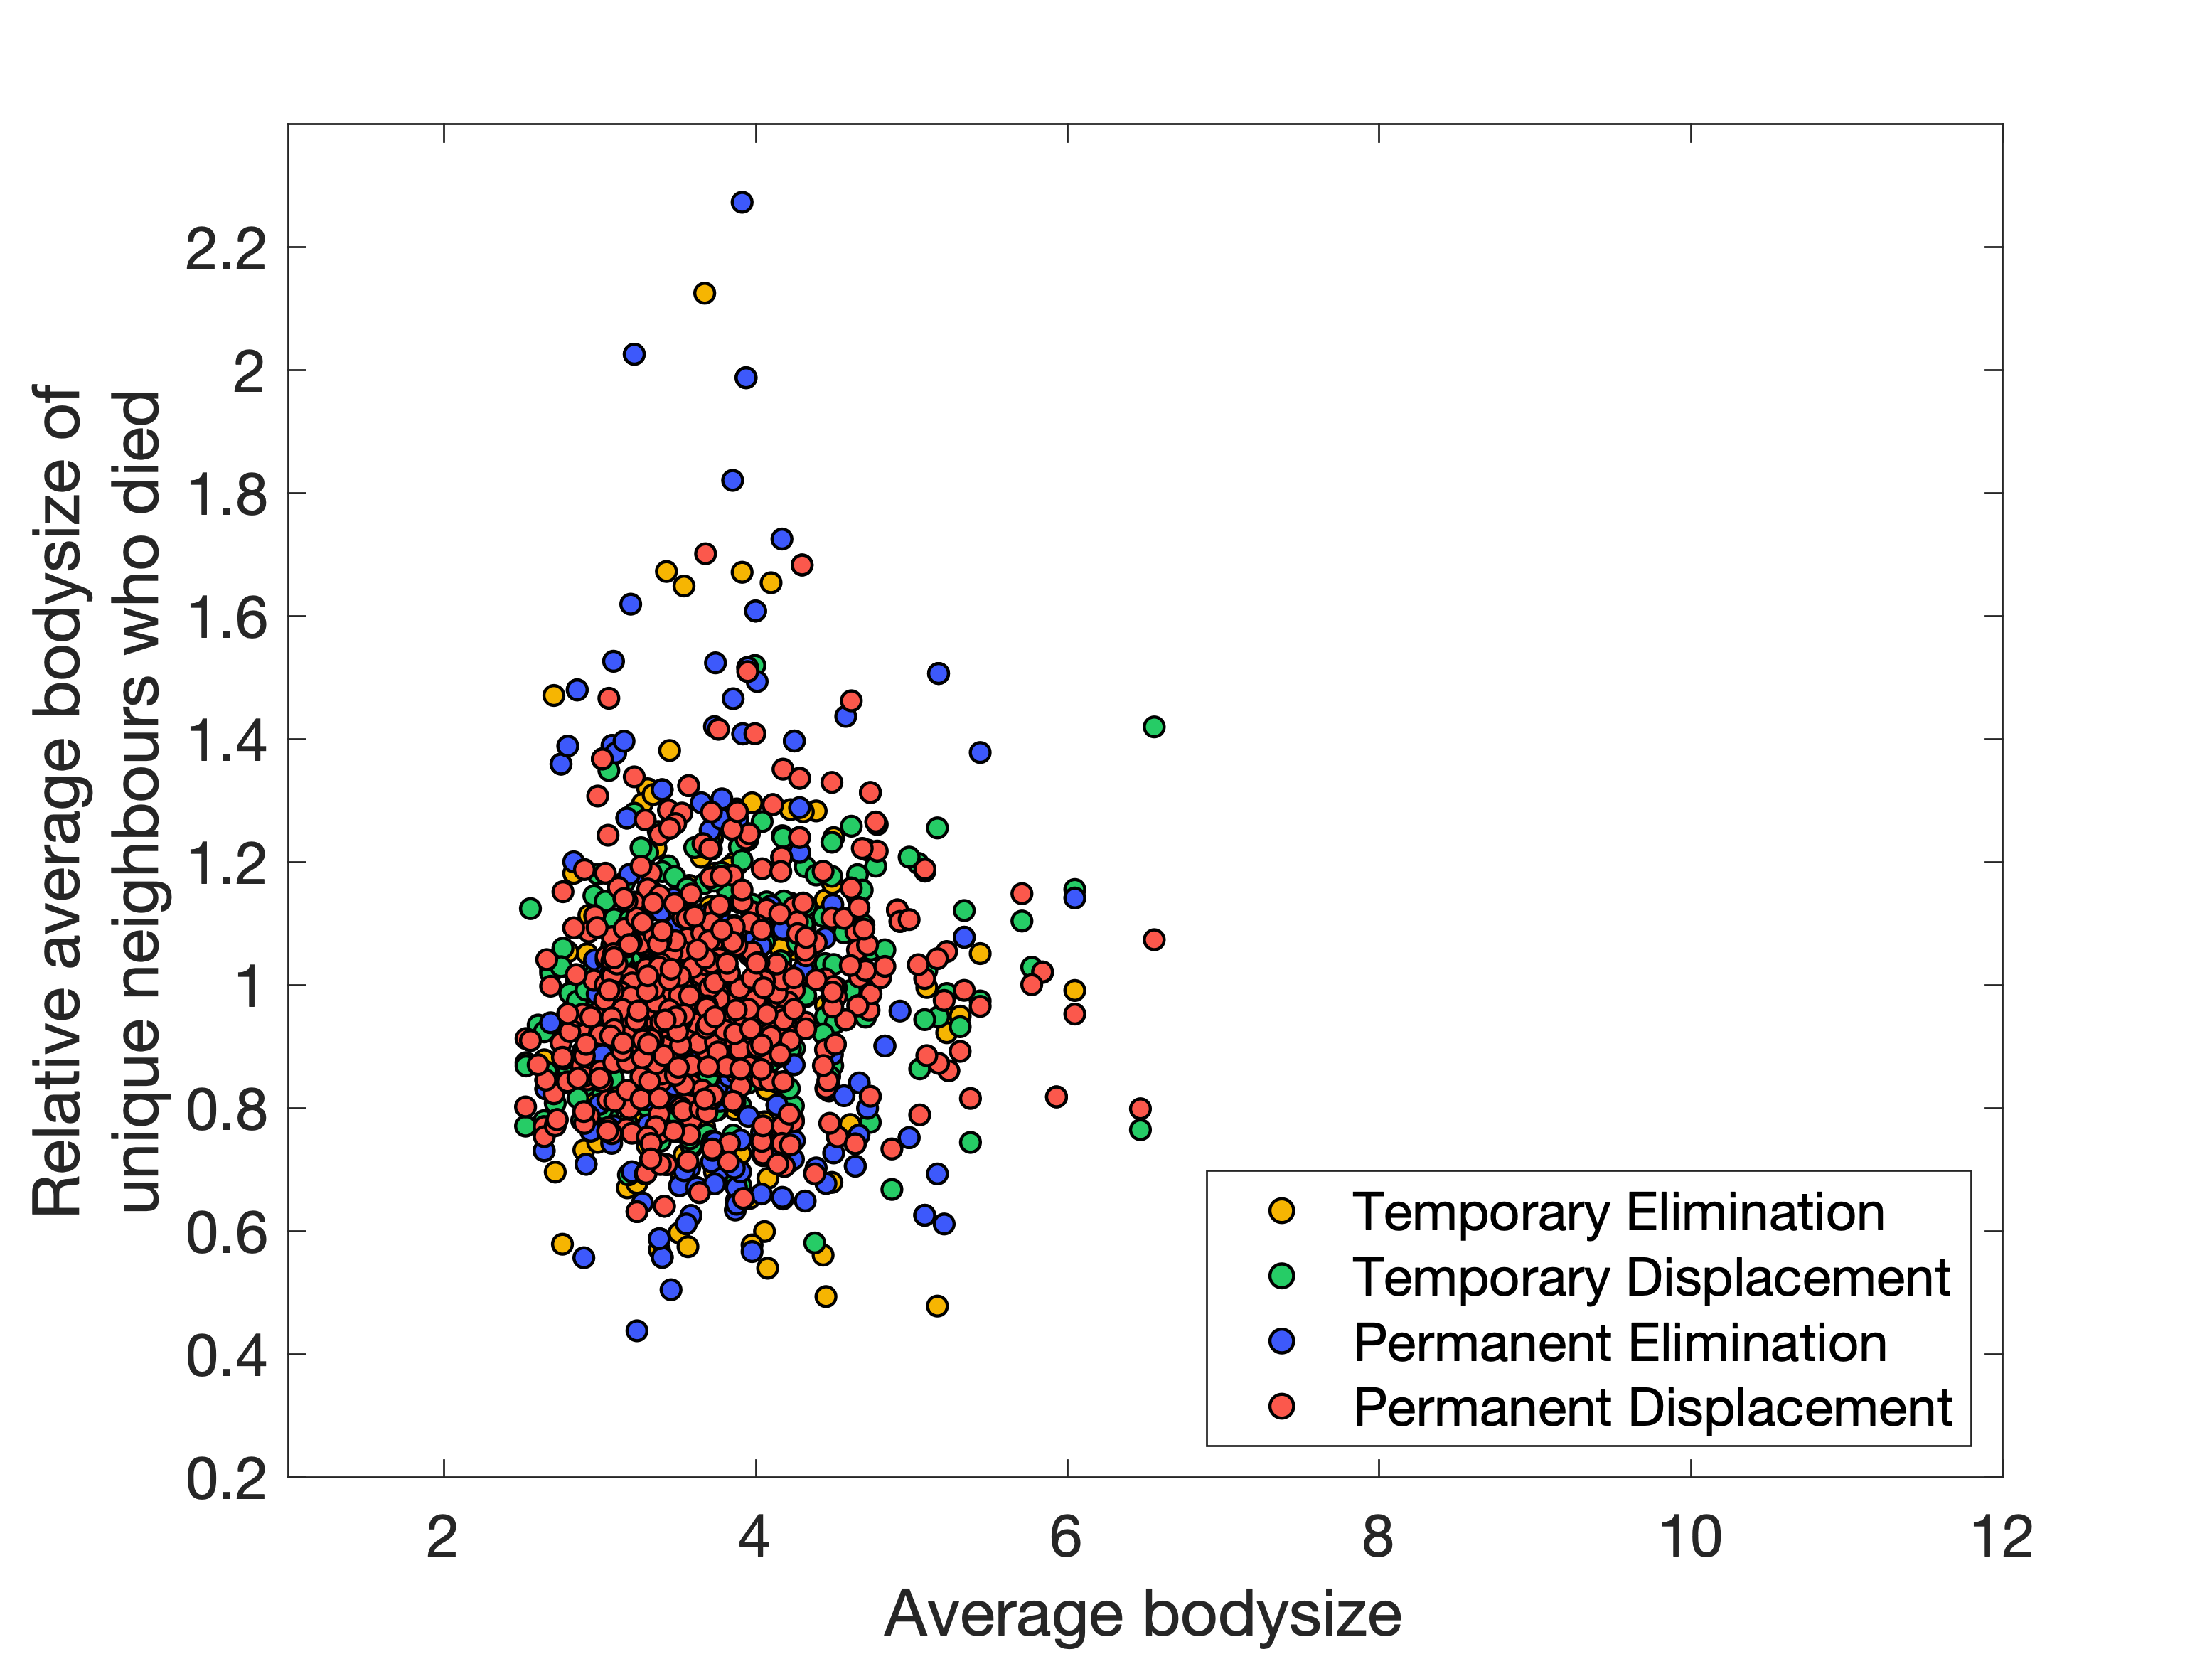 Relative average bodysize of
unique neighbours who died
2.2
2
1.8
1.6
1.4
1.2
1
0.8
0.6
0.4
0.2
2
4
6
8
10
12
Average bodysize
Temporary Elimination
Temporary Displacement
Permanent Elimination
Permanent Displacement